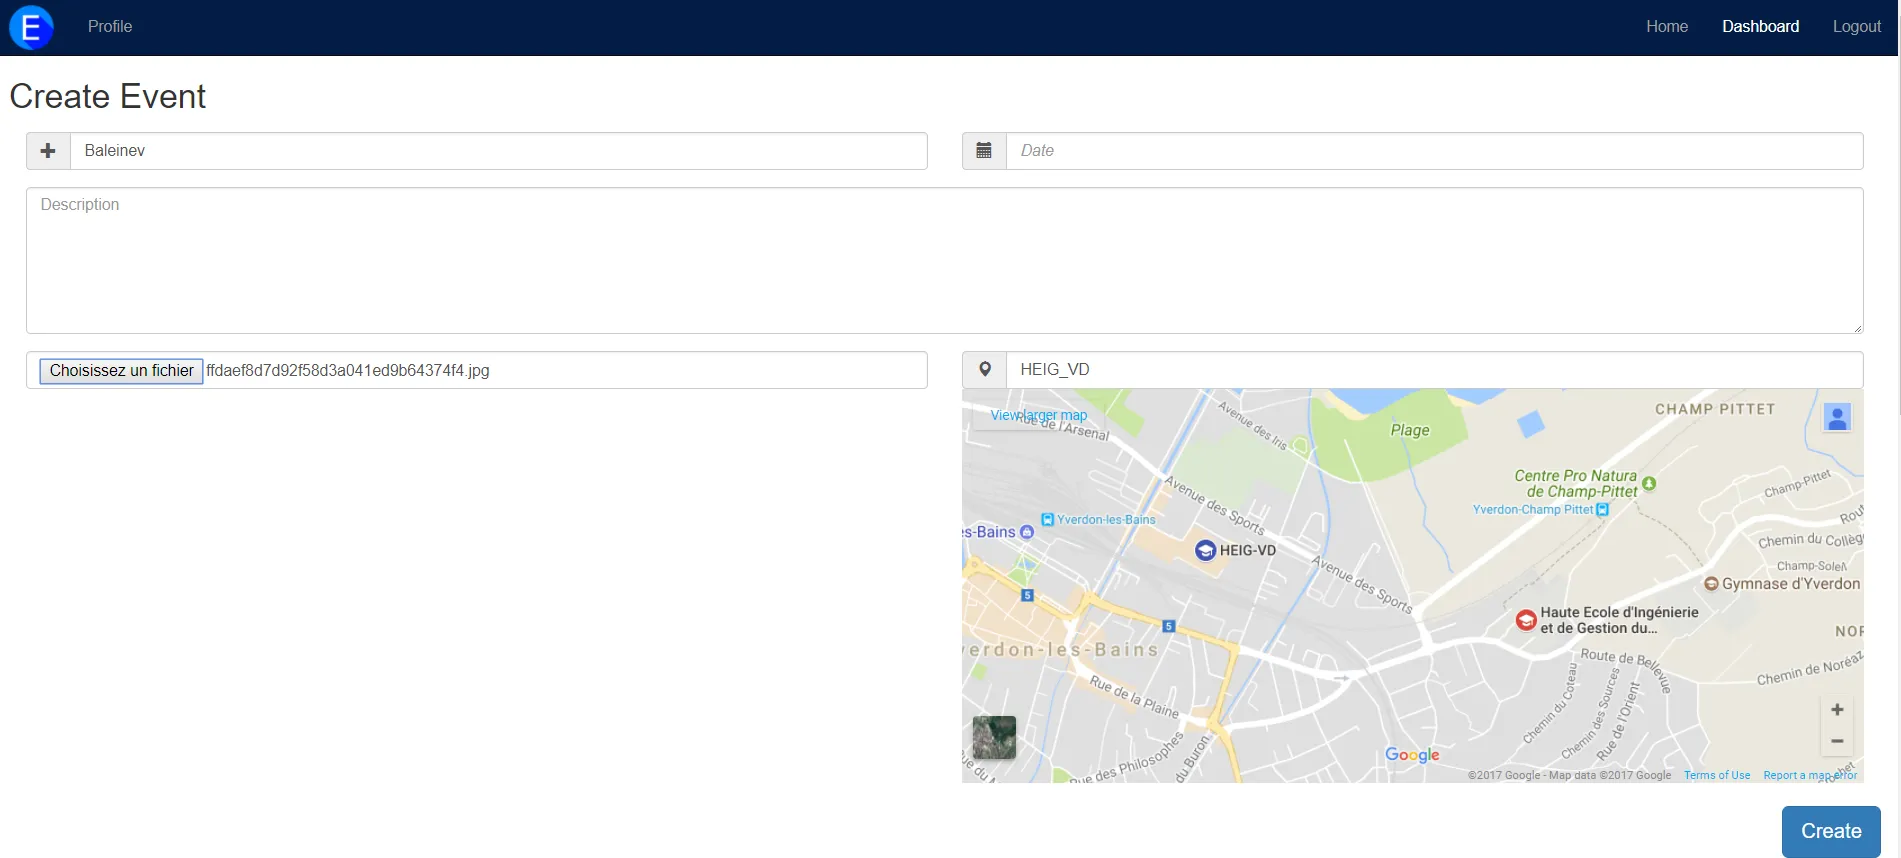 E Profile Home Dashboard Logout
Create Event
Baleinev
Date
Description
Choisissez un fichier ffdaef8d7d92f58d3a041ed9b64374f4.jpg
HEIG_VD
View larger map
Rue de l'Arsenal
Avenue des Iris
Plage
CHAMP PITTET
Centre Pro Natura
de Champ-Pittet
Yverdon-Champ Pittet
Champ-Pittet
Avenue des Sports
Yverdon-les-Bains
es-Bains
HEIG-VD
Chemin du Collèg
Champ-Soleil
Gymnase d'Yverdon
Avenue des Sports
5
5
Haute Ecole d'Ingénierie
et de Gestion du...
NOR
verdon-les-Bains
Route de Bellevue
Chemin de Noréaz
Rue de la Plaine
Chemin du Coteau
Chemin des Sources
Rue de l'Orient
Rue des Philosophes
du Buron
Google
©2017 Google - Map data ©2017 Google Terms of Use Report a map error
Create